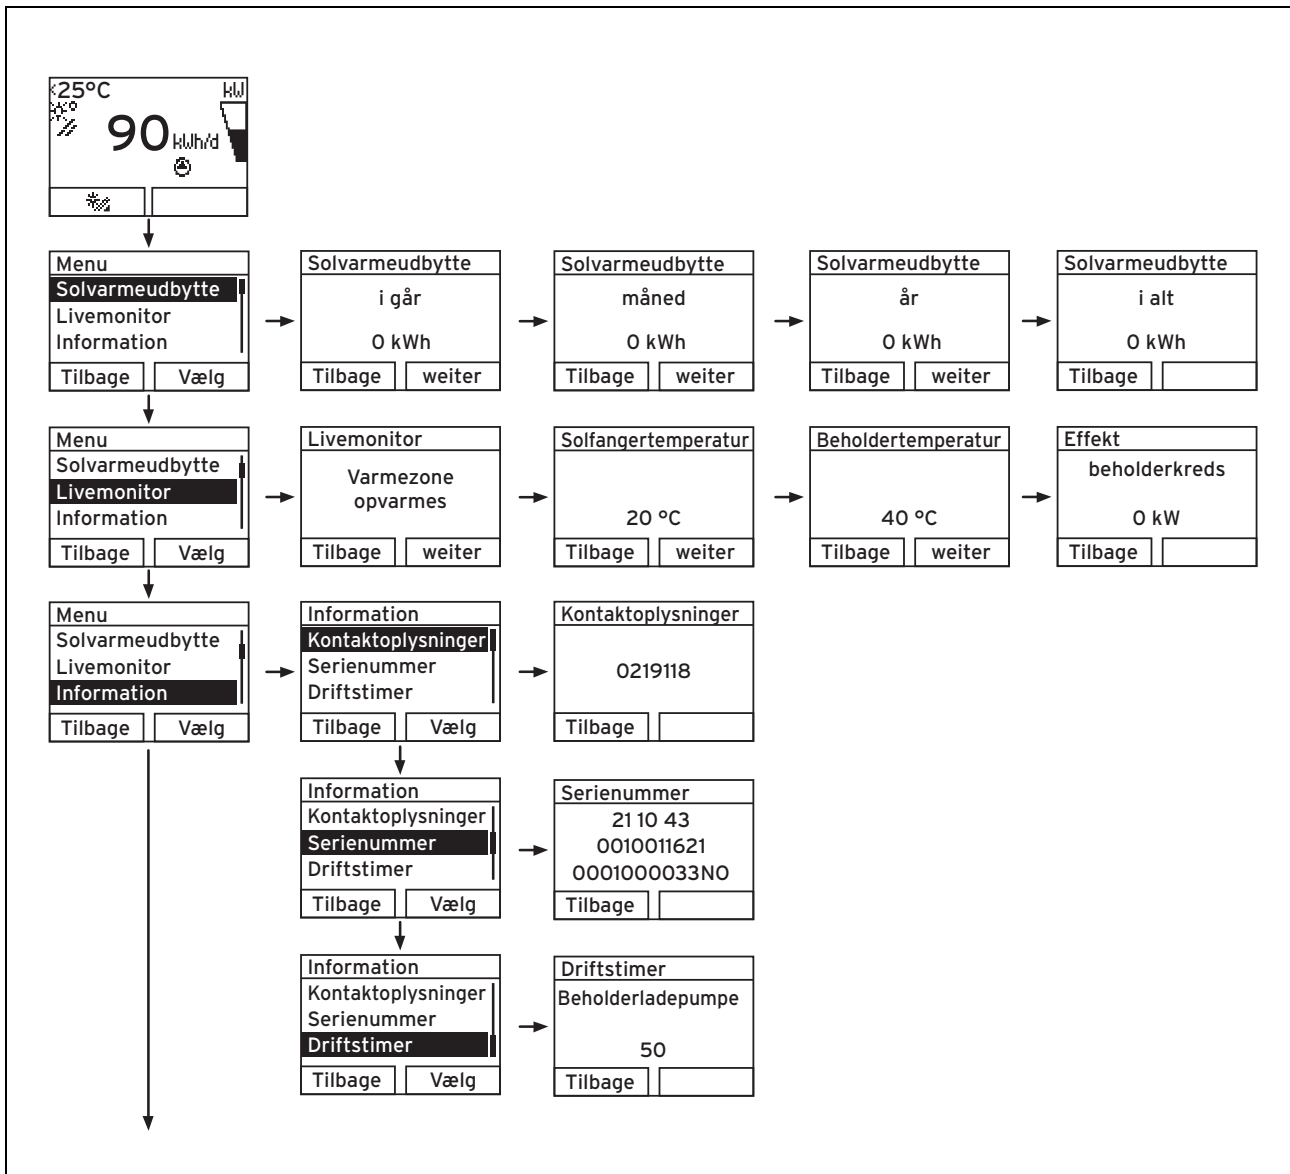 25°C kW
90 kWh/d
Menu
Solvarmeudbytte
Livemonitor
Information
Tilbage Vælg
Solvarmeudbytte
i går
0 kWh
Tilbage weiter
Solvarmeudbytte
måned
0 kWh
Tilbage weiter
Solvarmeudbytte
år
0 kWh
Tilbage weiter
Solvarmeudbytte
i alt
0 kWh
Tilbage
Menu
Solvarmeudbytte
Livemonitor
Information
Tilbage Vælg
Livemonitor
Varmezone
opvarmes
Tilbage weiter
Solfangertemperatur
20 °C
Tilbage weiter
Beholdertemperatur
40 °C
Tilbage weiter
Effekt
beholderkreds
0 kW
Tilbage
Menu
Solvarmeudbytte
Livemonitor
Information
Tilbage Vælg
Information
Kontaktoplysninger
Serienummer
Driftstimer
Tilbage Vælg
Kontaktoplysninger
0219118
Tilbage
Information
Kontaktoplysninger
Serienummer
Driftstimer
Tilbage Vælg
Serienummer
21 10 43
0010011621
0001000033NO
Tilbage
Information
Kontaktoplysninger
Serienummer
Driftstimer
Tilbage Vælg
Driftstimer
Beholderladepumpe
50
Tilbage